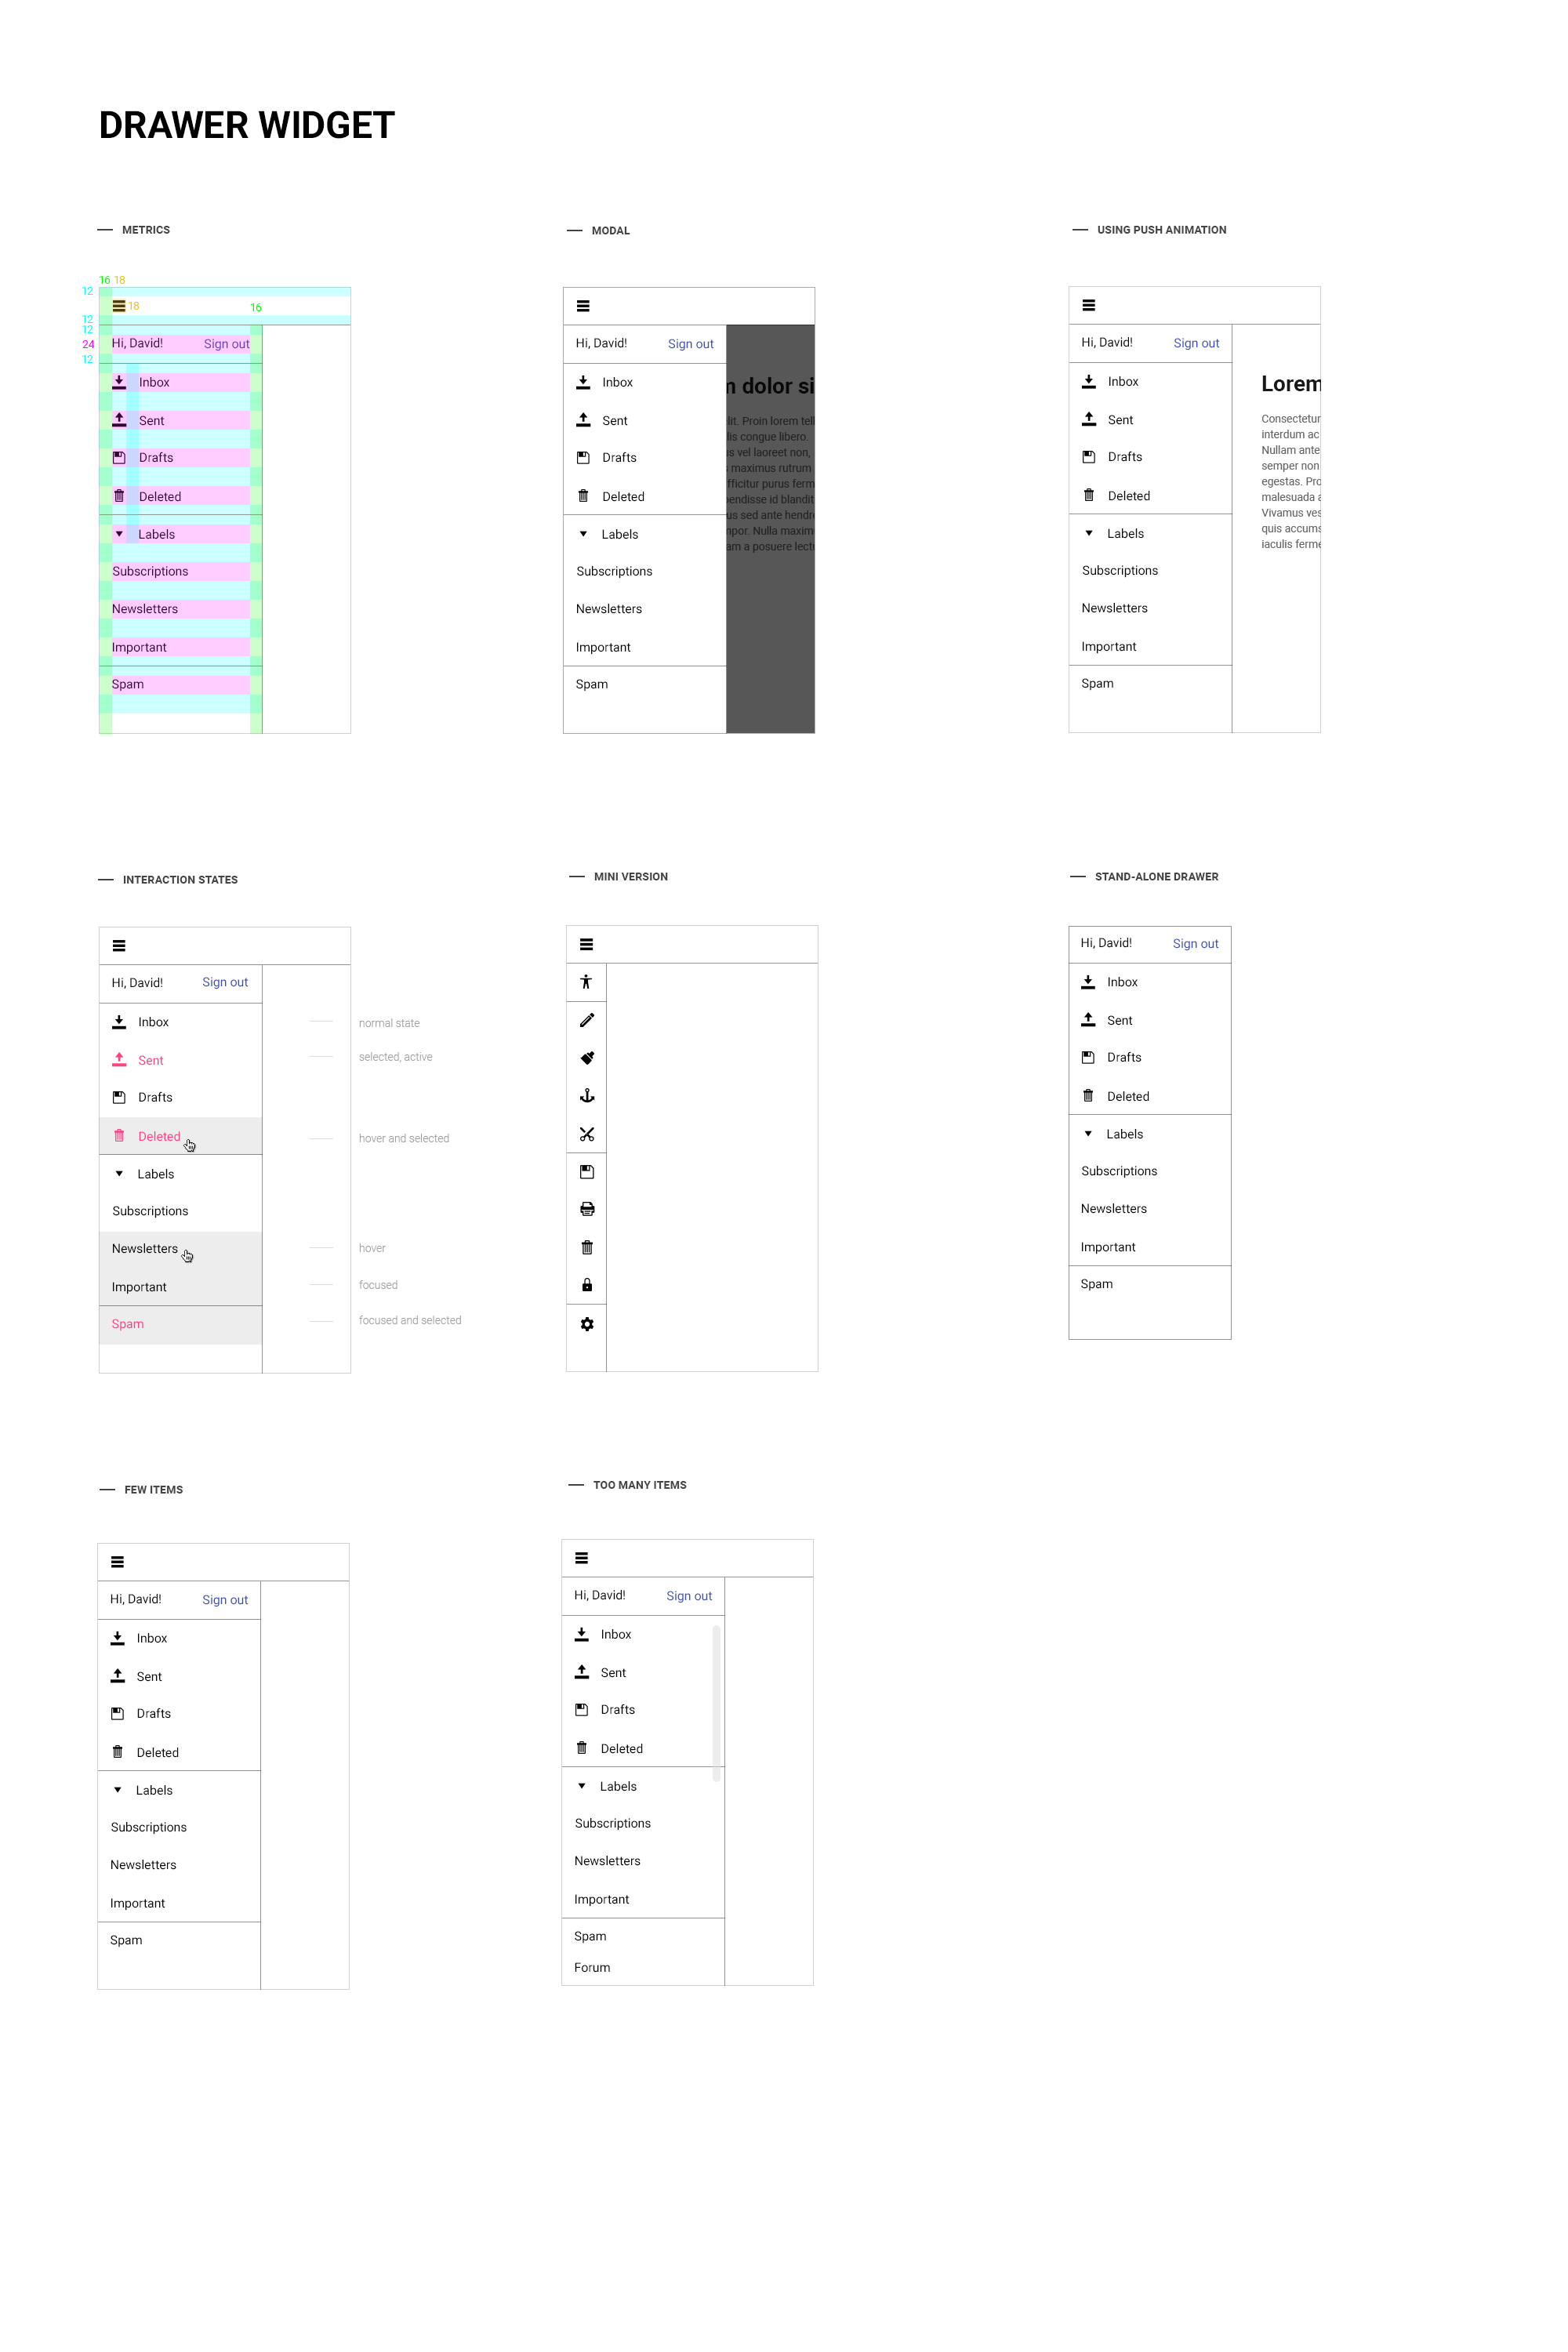 DRAWER WIDGET
METRICS
16 18
12
18
16
12
12
24
12
Hi, David! Sign out
Inbox
Sent
Drafts
Deleted
Labels
Subscriptions
Newsletters
Important
Spam
MODAL
Hi, David! Sign out
Inbox
Sent
Drafts
Deleted
Labels
Subscriptions
Newsletters
Important
Spam
dolor si
lit. Proin lorem tell
lis congue libero.
us vel laoreet non,
maximus rutrum
fficitur purus ferm
endisse id blandit
us sed ante hendr
npor. Nulla maxim
am a posuere lect
USING PUSH ANIMATION
Hi, David! Sign out
Inbox
Sent
Drafts
Deleted
Labels
Subscriptions
Newsletters
Important
Spam
Lorem
Consectetur
interdum ac
Nullam ante
semper non
egestas. Pro
malesuada a
Vivamus ves
quis accums
iaculis ferme
INTERACTION STATES
Hi, David! Sign out
Inbox
Sent
Drafts
Deleted
Labels
Subscriptions
Newsletters
Important
Spam
normal state
selected, active
hover and selected
hover
focused
focused and selected
MINI VERSION
STAND-ALONE DRAWER
Hi, David! Sign out
Inbox
Sent
Drafts
Deleted
Labels
Subscriptions
Newsletters
Important
Spam
FEW ITEMS
Hi, David! Sign out
Inbox
Sent
Drafts
Deleted
Labels
Subscriptions
Newsletters
Important
Spam
TOO MANY ITEMS
Hi, David! Sign out
Inbox
Sent
Drafts
Deleted
Labels
Subscriptions
Newsletters
Important
Spam
Forum